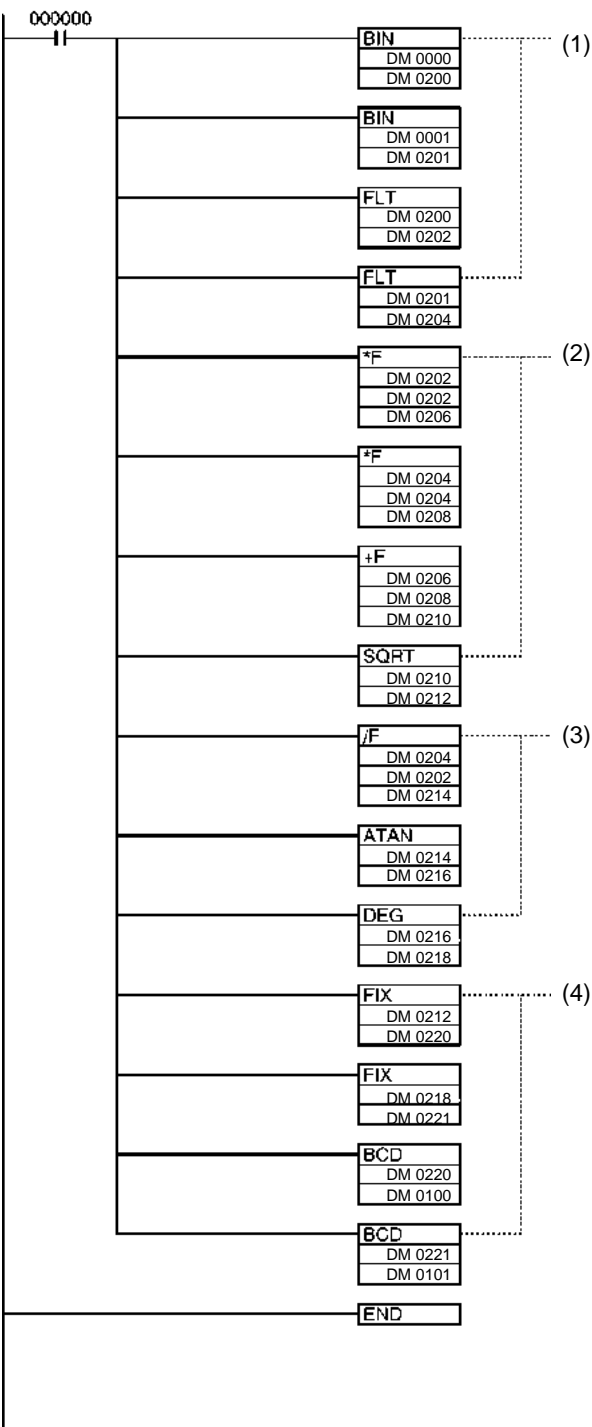 000000
BIN (1)
DM 0000
DM 0200
BIN
DM 0001
DM 0201
FLT
DM 0200
DM 0202
FLT
DM 0201
DM 0204
*F (2)
DM 0202
DM 0202
DM 0206
*F
DM 0204
DM 0204
DM 0208
+F
DM 0206
DM 0208
DM 0210
SQRT
DM 0210
DM 0212
/F (3)
DM 0204
DM 0202
DM 0214
ATAN
DM 0214
DM 0216
DEG
DM 0216
DM 0218
FIX (4)
DM 0212
DM 0220
FIX
DM 0218
DM 0221
BCD
DM 0220
DM 0100
BCD
DM 0221
DM 0101
END